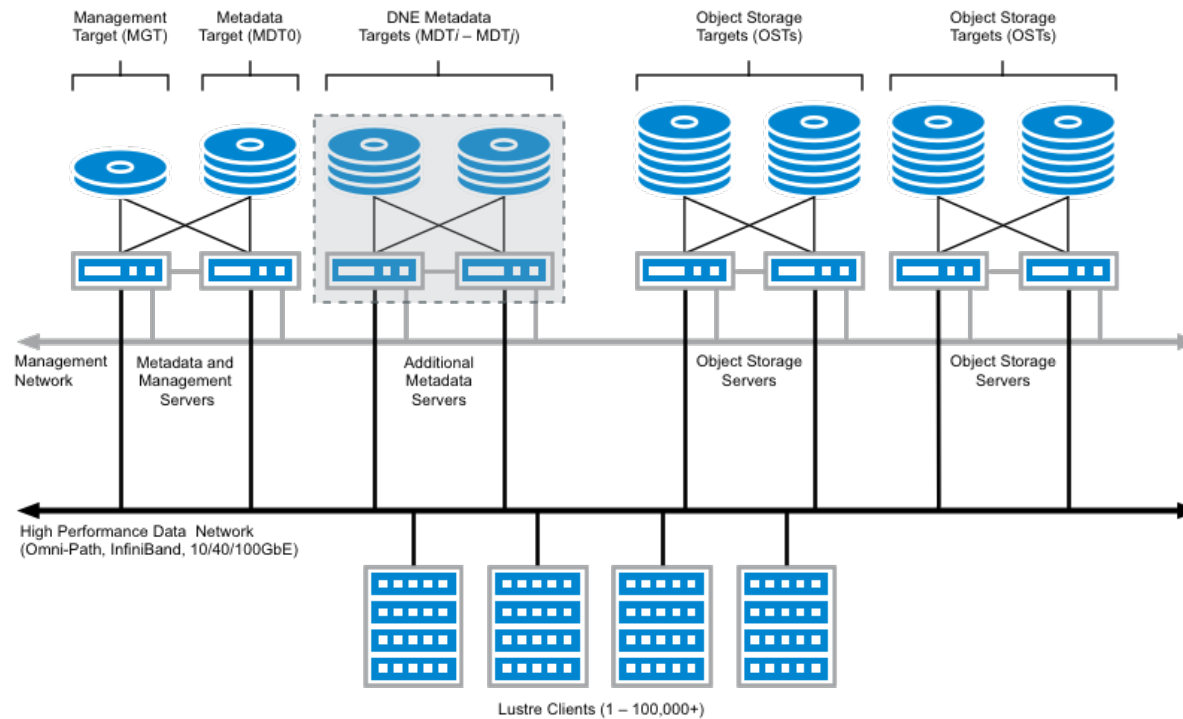 Management
Target (MGT)
Metadata
Target (MDT0)
DNE Metadata
Targets (MDTi – MDTj)
Object Storage
Targets (OSTs)
Object Storage
Targets (OSTs)
Management
Network
Metadata and
Management
Servers
Additional
Metadata
Servers
Object Storage
Servers
Object Storage
Servers
High Performance Data Network
(Omni-Path, InfiniBand, 10/40/100GbE)
Lustre Clients (1 – 100,000+)